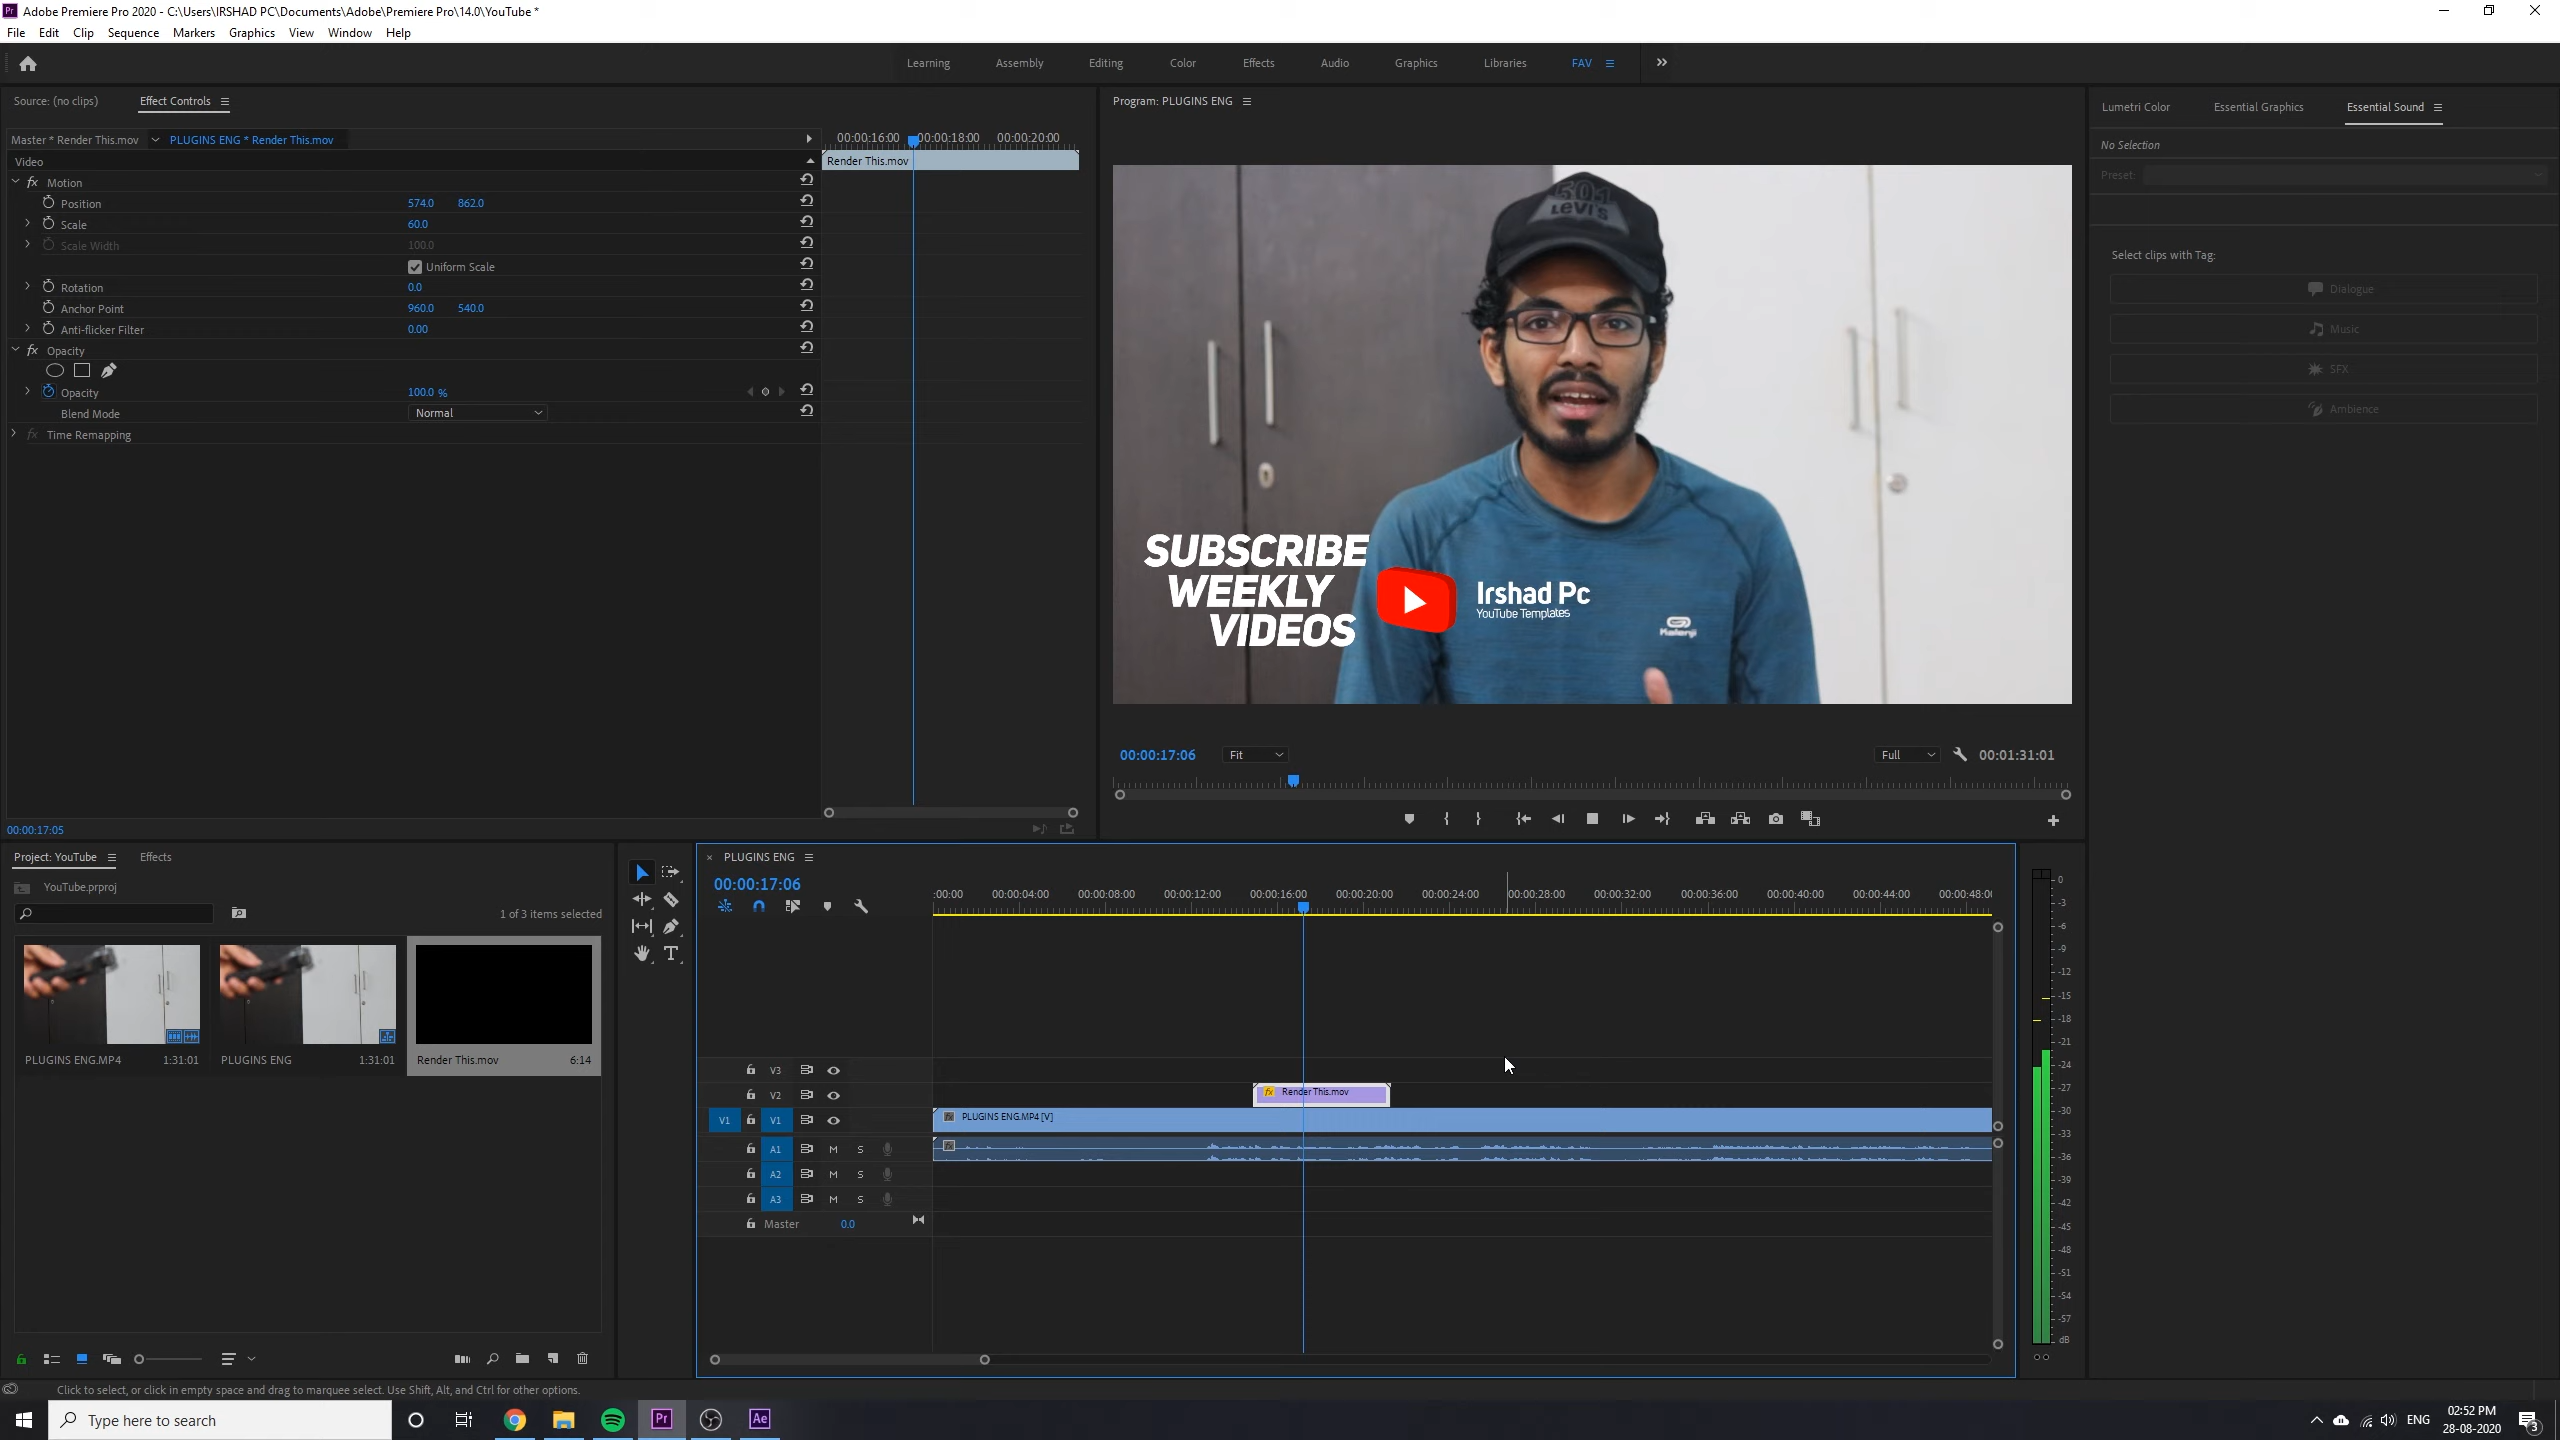 Adobe Premiere Pro 2020 - C:\Users\IRSHAD PC\Documents\Adobe\Premiere Pro\14.0\YouTube *
File Edit Clip Sequence Markers Graphics View Window Help
Learning Assembly Editing Color Effects Audio Graphics Libraries FAV
Source: (no clips) Effect Controls
Program: PLUGINS ENG
Lumetri Color Essential Graphics Essential Sound
Master * Render This.mov PLUGINS ENG * Render This.mov
00:00:16:00 00:00:18:00 00:00:20:00
No Selection
Video
Render This.mov
Preset:
fx Motion
Position 574.0 862.0
Scale 60.0
Scale Width 100.0
Uniform Scale
Rotation 0.0
Anchor Point 960.0 540.0
Anti-flicker Filter 0.00
fx Opacity
Opacity 100.0 %
Blend Mode Normal
fx Time Remapping
Select clips with Tag:
Dialogue
Music
SFX
Ambience
501
Levi's
SUBSCRIBE
WEEKLY
VIDEOS
Irshad Pc
YouTube Templates
Kalenji
00:00:17:06 Fit Full 00:01:31:01
00:00:17:05
Project: YouTube Effects
YouTube.prproj
1 of 3 items selected
PLUGINS ENG.MP4 1:31:01
PLUGINS ENG 1:31:01
Render This.mov 6:14
PLUGINS ENG
00:00:17:06
:00:00 00:00:04:00 00:00:08:00 00:00:12:00 00:00:16:00 00:00:20:00 00:00:24:00 00:00:28:00 00:00:32:00 00:00:36:00 00:00:40:00 00:00:44:00 00:00:48:0
V3
V2 fx Render This.mov
V1 V1 PLUGINS ENG.MP4 [V]
A1 M S
A2 M S
A3 M S
Master 0.0
0
-3
-6
-9
-12
-15
-18
-21
-24
-27
-30
-33
-36
-39
-42
-45
-48
-51
-54
-57
dB
Click to select, or click in empty space and drag to marquee select. Use Shift, Alt, and Ctrl for other options.
Type here to search
Pr
Ae
ENG
02:52 PM
28-08-2020
3